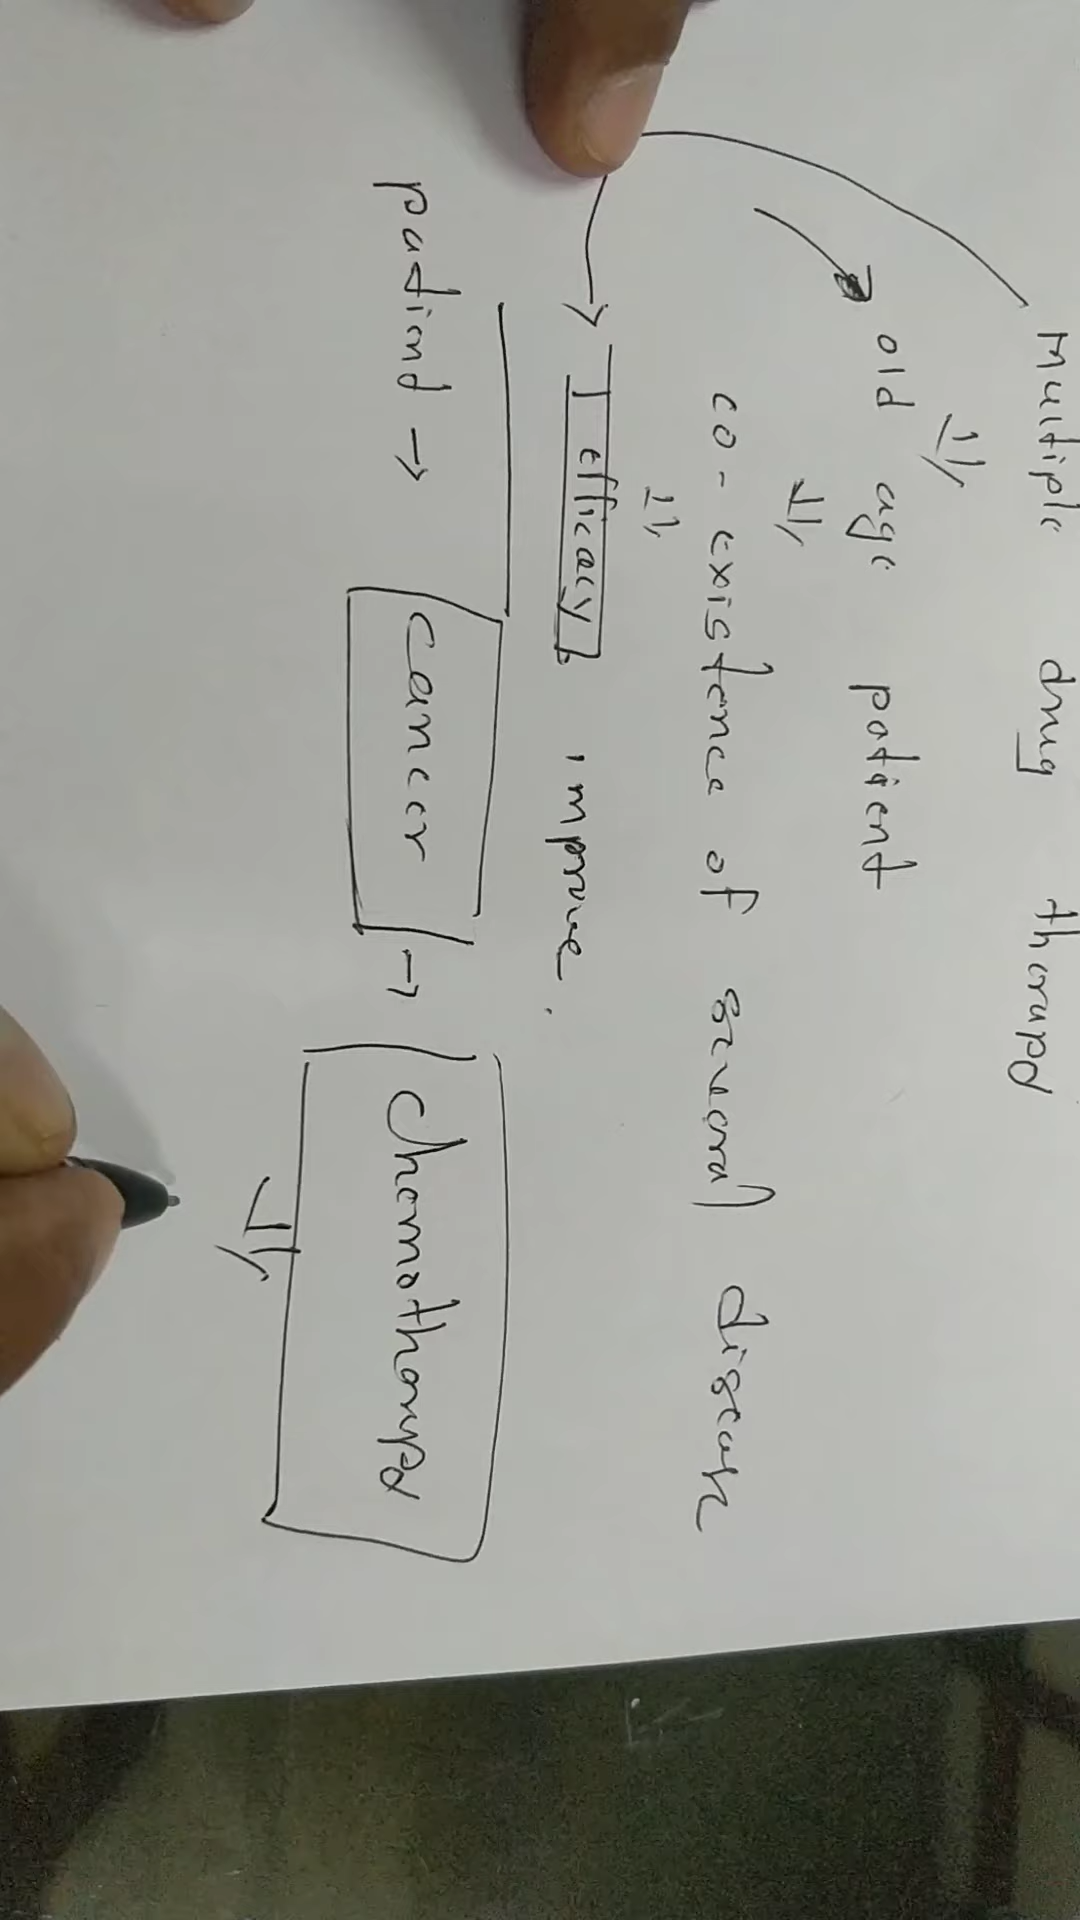 Multiple drug therapy
⇓
old age patient
⇓
co-existence of several disease
⇓
→ efficacy improve.
patient → cancer → chemotherapy
⇓